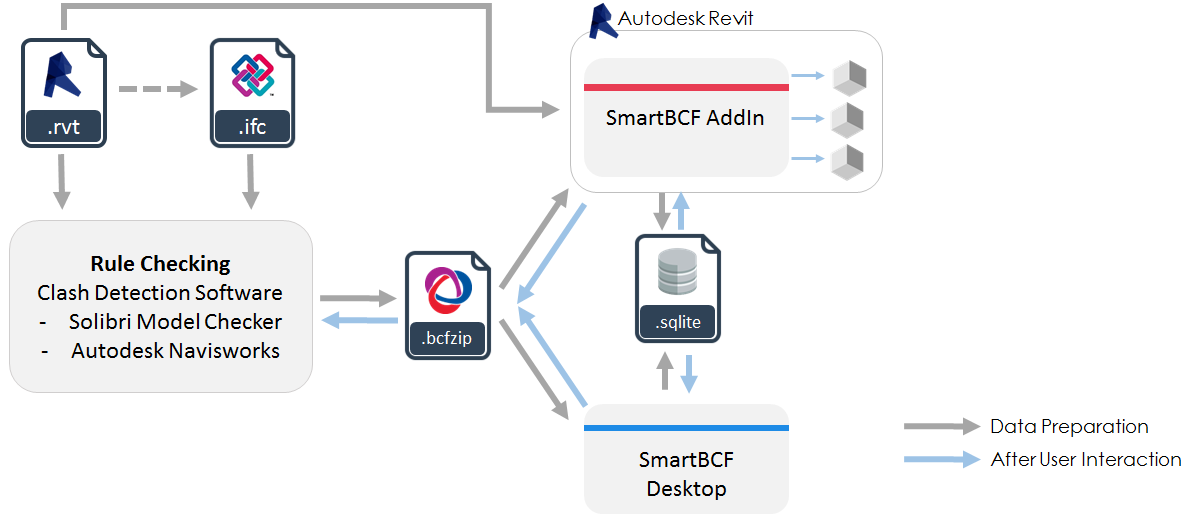 Autodesk Revit
.rvt
.ifc
SmartBCF AddIn
Rule Checking
Clash Detection Software
- Solibri Model Checker
- Autodesk Navisworks
.bcfzip
.sqlite
SmartBCF
Desktop
Data Preparation
After User Interaction